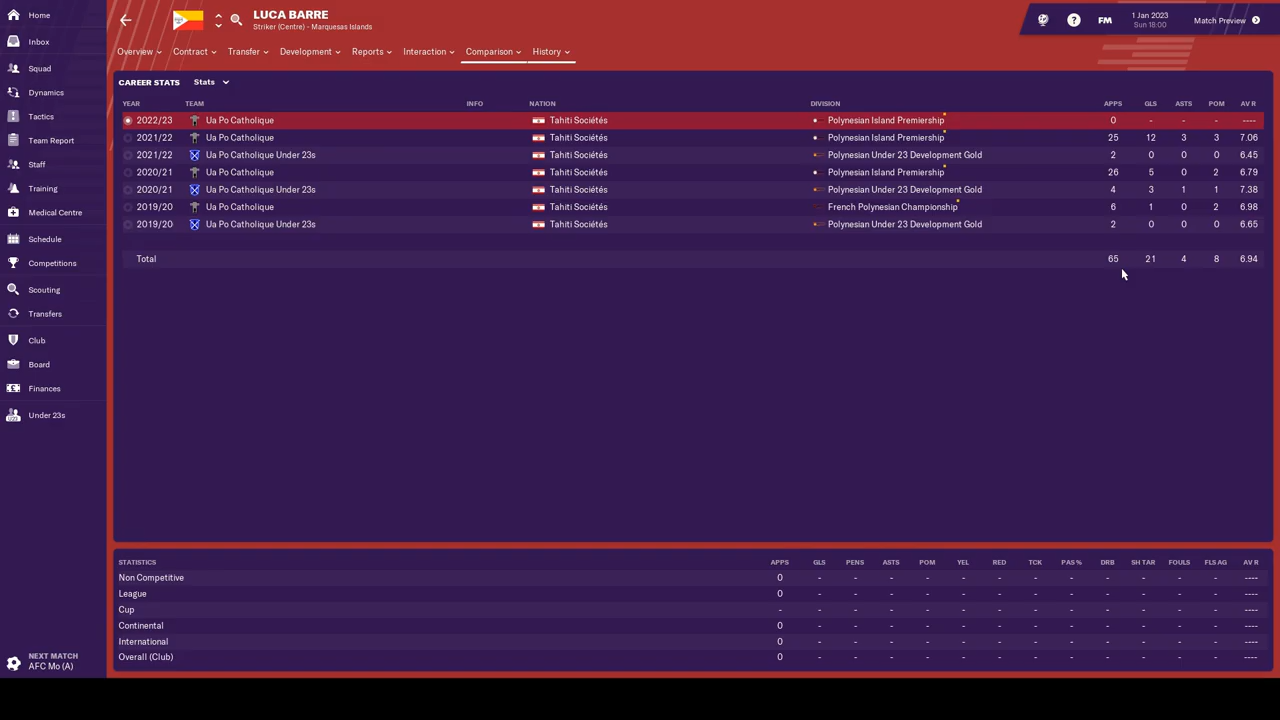 Home
Inbox
Squad
Dynamics
Tactics
Team Report
Staff
Training
Medical Centre
Schedule
Competitions
Scouting
Transfers
Club
Board
Finances
Under 23s
NEXT MATCH
AFC Mo (A)
LUCA BARRE
Striker (Centre) - Marquesas Islands
FM
1 Jan 2023
Sun 18:00
Match Preview
Overview Contract Transfer Development Reports Interaction Comparison History
CAREER STATS Stats
YEAR TEAM INFO NATION DIVISION APPS GLS ASTS POM AV R
2022/23 Ua Po Catholique Tahiti Sociétés Polynesian Island Premiership 0 - - - ----
2021/22 Ua Po Catholique Tahiti Sociétés Polynesian Island Premiership 25 12 3 3 7.06
2021/22 Ua Po Catholique Under 23s Tahiti Sociétés Polynesian Under 23 Development Gold 2 0 0 0 6.45
2020/21 Ua Po Catholique Tahiti Sociétés Polynesian Island Premiership 26 5 0 2 6.79
2020/21 Ua Po Catholique Under 23s Tahiti Sociétés Polynesian Under 23 Development Gold 4 3 1 1 7.38
2019/20 Ua Po Catholique Tahiti Sociétés French Polynesian Championship 6 1 0 2 6.98
2019/20 Ua Po Catholique Under 23s Tahiti Sociétés Polynesian Under 23 Development Gold 2 0 0 0 6.65
Total 65 21 4 8 6.94
STATISTICS APPS GLS PENS ASTS POM YEL RED TCK PAS % DRB SH TAR FOULS FLS AG AV R
Non Competitive 0 - - - - - - - - - - - - ----
League 0 - - - - - - - - - - - - ----
Cup - - - - - - - - - - - - - ----
Continental 0 - - - - - - - - - - - - ----
International 0 - - - - - - - - - - - - ----
Overall (Club) 0 - - - - - - - - - - - - ----